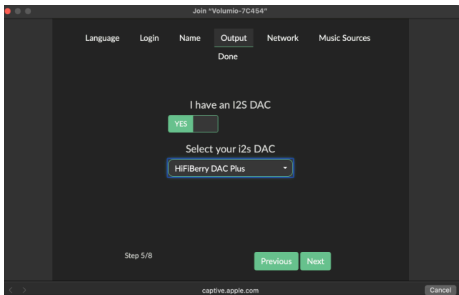 Join "Volumio-7C454"
Language Login Name Output Network Music Sources
Done
I have an I2S DAC
YES
Select your i2s DAC
HiFiBerry DAC Plus
Step 5/8
Previous Next
captive.apple.com
Cancel